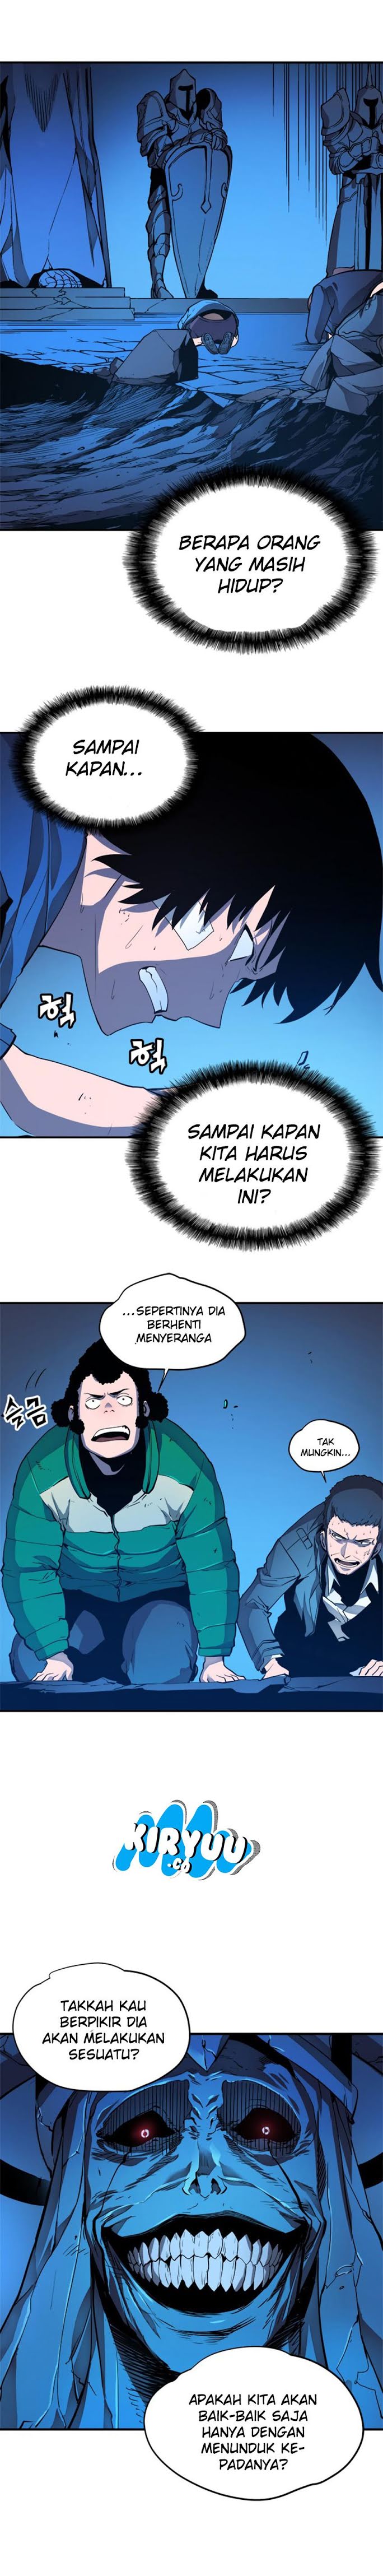 BERAPA ORANG
YANG MASIH
HIDUP?
SAMPAI
KAPAN...
헉
헉
SAMPAI KAPAN
KITA HARUS
MELAKUKAN
INI?
...SEPERTINYA DIA
BERHENTI
MENYERANGA
슬금
TAK
MUNGKIN...
KIRYUU
.CO
TAKKAH KAU
BERPIKIR DIA
AKAN MELAKUKAN
SESUATU?
APAKAH KITA AKAN
BAIK-BAIK SAJA
HANYA DENGAN
MENUNDUK KE-
PADANYA?